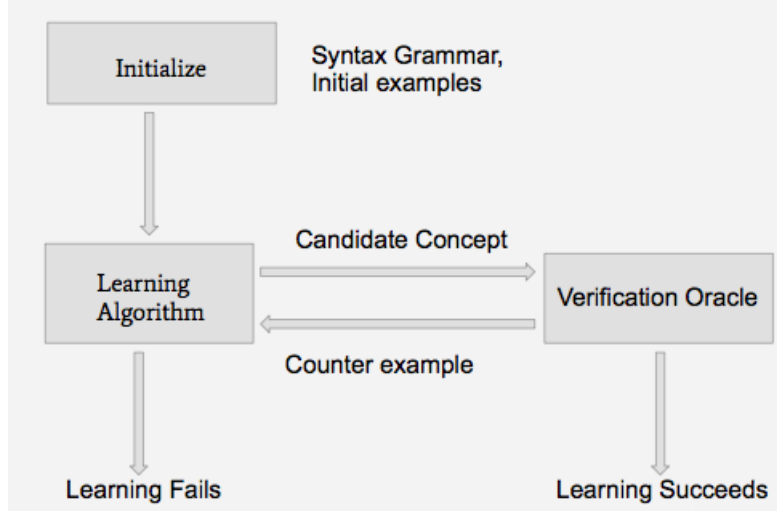 Initialize
Syntax Grammar,
Initial examples
Candidate Concept
Learning
Algorithm
Verification Oracle
Counter example
Learning Fails
Learning Succeeds